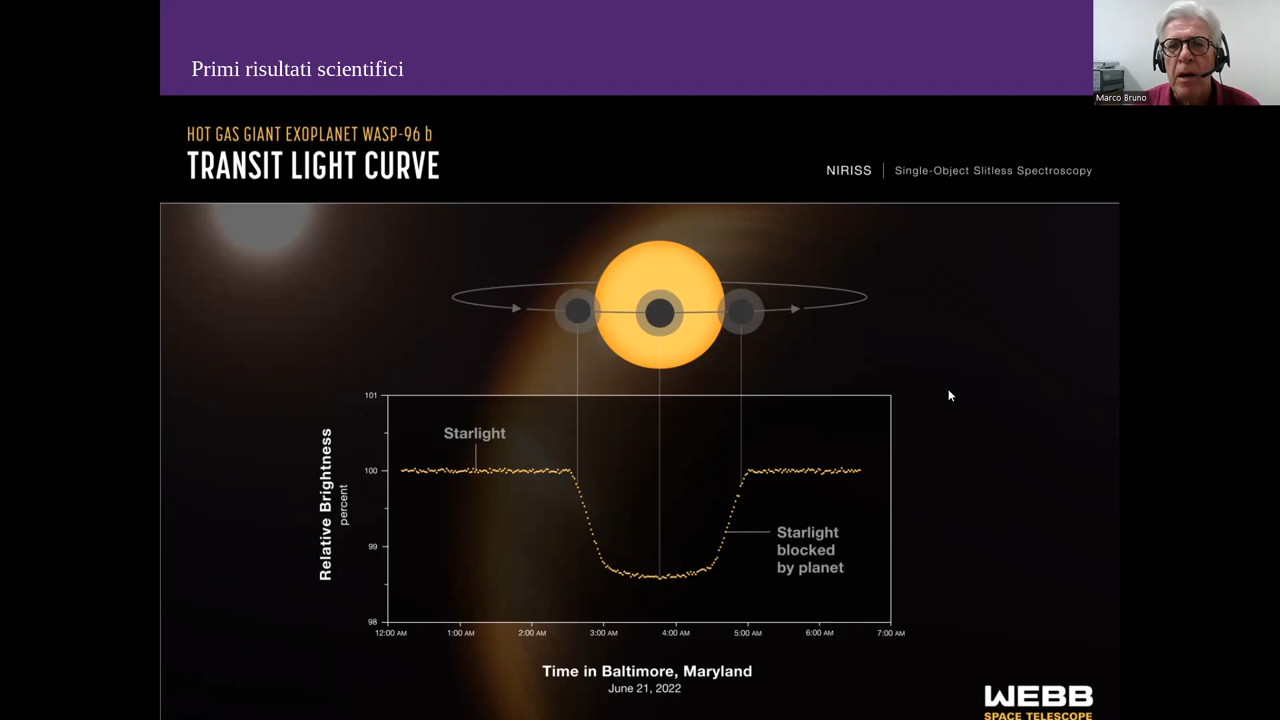 Primi risultati scientifici
Marco Bruno
HOT GAS GIANT EXOPLANET WASP-96 b
TRANSIT LIGHT CURVE
NIRISS | Single-Object Slitless Spectroscopy
101
100
99
98
Relative Brightness
percent
Starlight
Starlight
blocked
by planet
12:00 AM 1:00 AM 2:00 AM 3:00 AM 4:00 AM 5:00 AM 6:00 AM 7:00 AM
Time in Baltimore, Maryland
June 21, 2022
WEBB
SPACE TELESCOPE